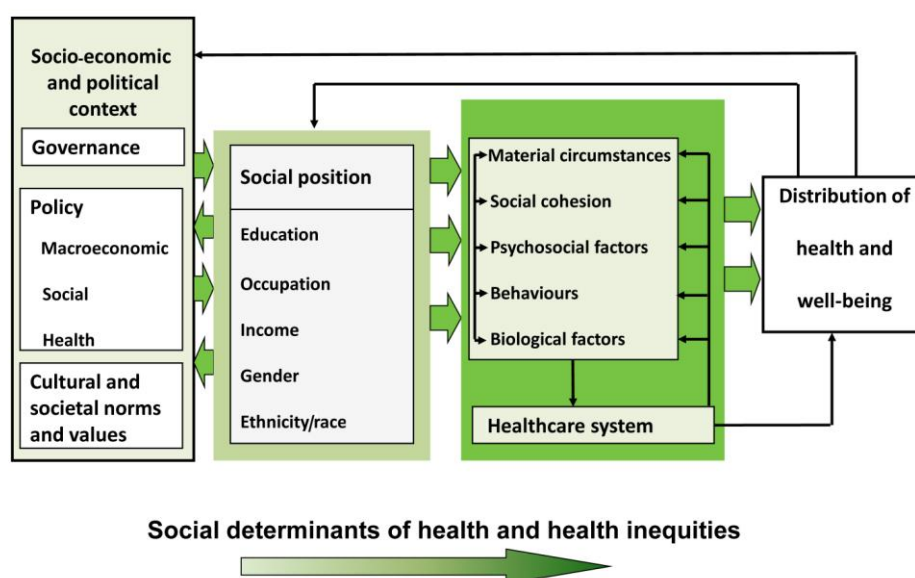 Socio-economic
and political
context
Governance
Policy
Macroeconomic
Social
Health
Cultural and
societal norms
and values
Social position
Education
Occupation
Income
Gender
Ethnicity/race
Material circumstances
Social cohesion
Psychosocial factors
Behaviours
Biological factors
Healthcare system
Distribution of
health and
well-being
Social determinants of health and health inequities